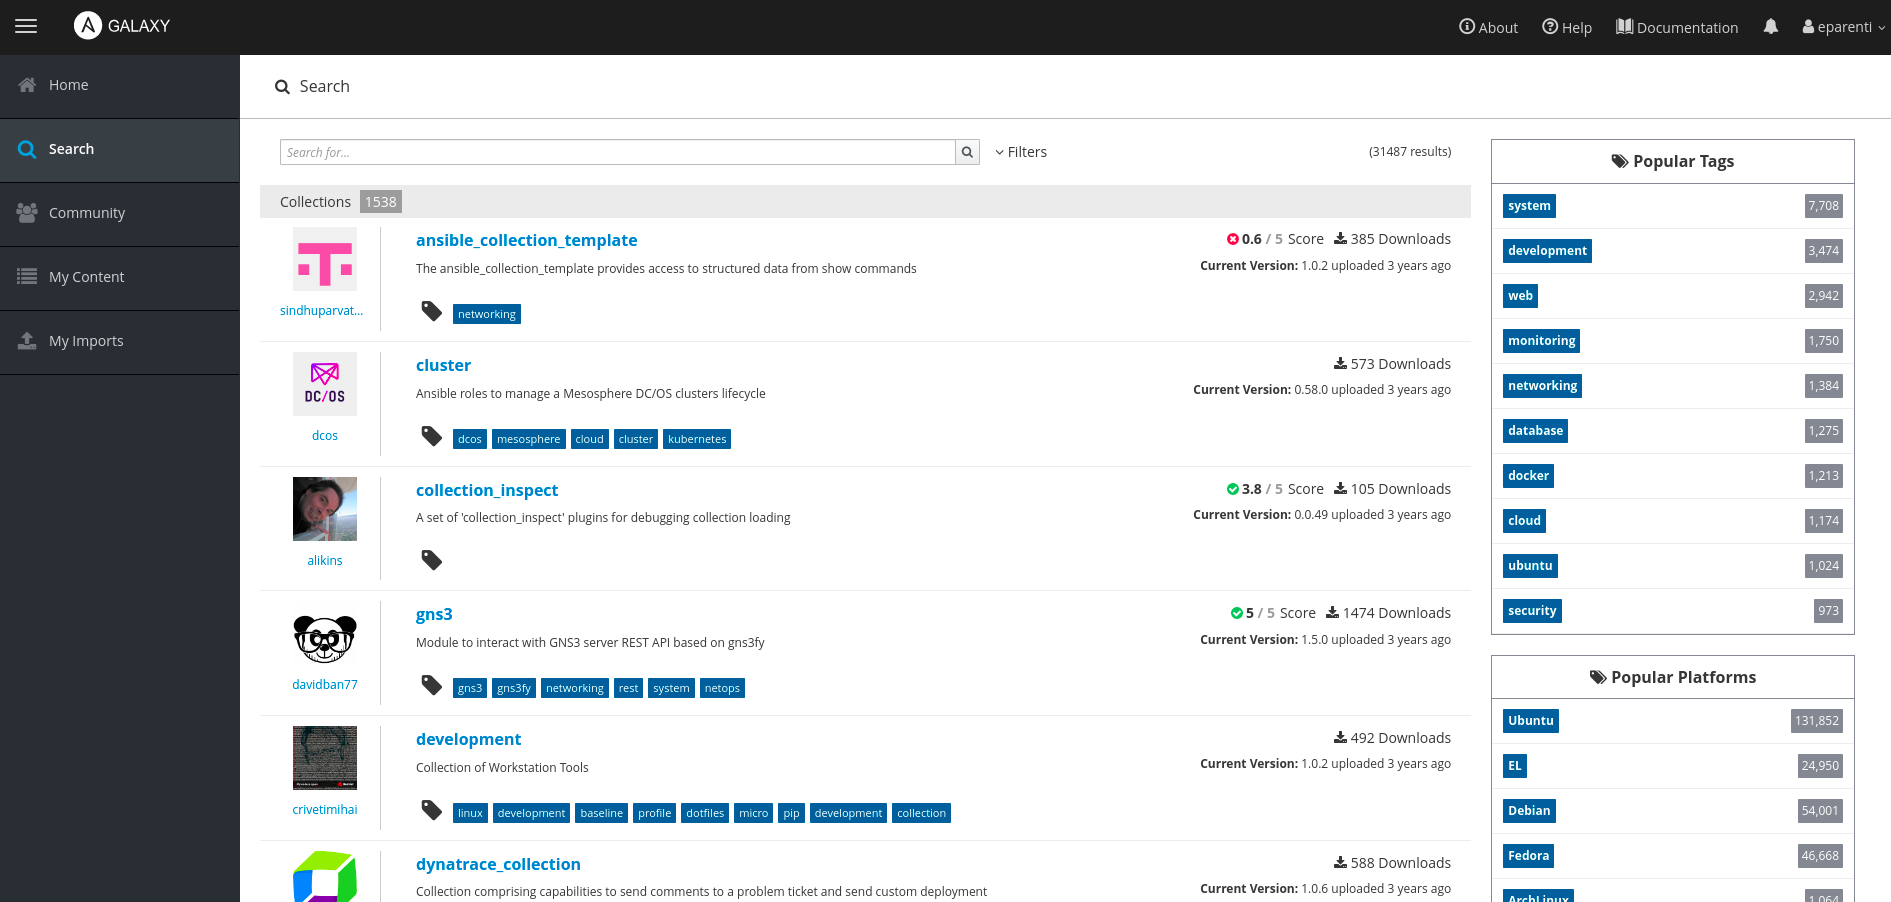 GALAXY
About Help Documentation eparenti
Home
Search
Community
My Content
My Imports
Search
Search for...
Filters
(31487 results)
Collections 1538
ansible_collection_template
0.6 / 5 Score 385 Downloads
The ansible_collection_template provides access to structured data from show commands
Current Version: 1.0.2 uploaded 3 years ago
sindhuparvat...
networking
cluster
573 Downloads
DC/OS
Ansible roles to manage a Mesosphere DC/OS clusters lifecycle
Current Version: 0.58.0 uploaded 3 years ago
dcos
dcos mesosphere cloud cluster kubernetes
collection_inspect
3.8 / 5 Score 105 Downloads
A set of 'collection_inspect' plugins for debugging collection loading
Current Version: 0.0.49 uploaded 3 years ago
alikins
gns3
5 / 5 Score 1474 Downloads
Module to interact with GNS3 server REST API based on gns3fy
Current Version: 1.5.0 uploaded 3 years ago
davidban77
gns3 gns3fy networking rest system netops
development
492 Downloads
Collection of Workstation Tools
Current Version: 1.0.2 uploaded 3 years ago
crivetimihai
linux development baseline profile dotfiles micro pip development collection
dynatrace_collection
588 Downloads
Collection comprising capabilities to send comments to a problem ticket and send custom deployment
Current Version: 1.0.6 uploaded 3 years ago
Popular Tags
system 7,708
development 3,474
web 2,942
monitoring 1,750
networking 1,384
database 1,275
docker 1,213
cloud 1,174
ubuntu 1,024
security 973
Popular Platforms
Ubuntu 131,852
EL 24,950
Debian 54,001
Fedora 46,668
ArchLinux 1,064